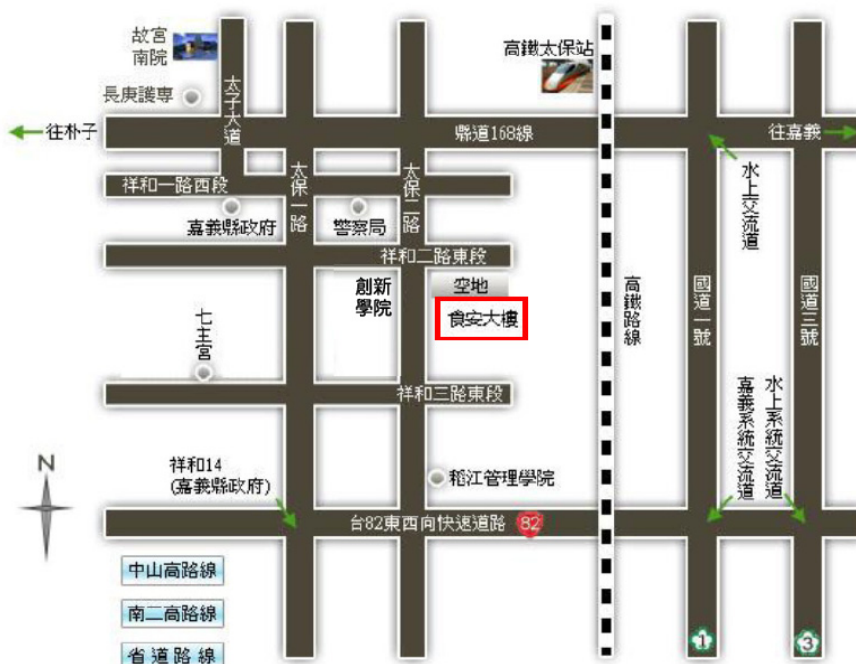 故宮
南院
長庚護專
太子大道
高鐵太保站
往朴子
縣道168線
往嘉義
水上交流道
祥和一路西段
太保一路
太保二路
嘉義縣政府
警察局
祥和二路東段
創新
學院
空地
食安大樓
高鐵路線
國道一號
國道三號
七主宮
祥和三路東段
嘉義系統交流道
水上系統交流道
N
祥和14
(嘉義縣政府)
稻江管理學院
台82東西向快速道路 82
中山高路線
南二高路線
省道路線
1
3